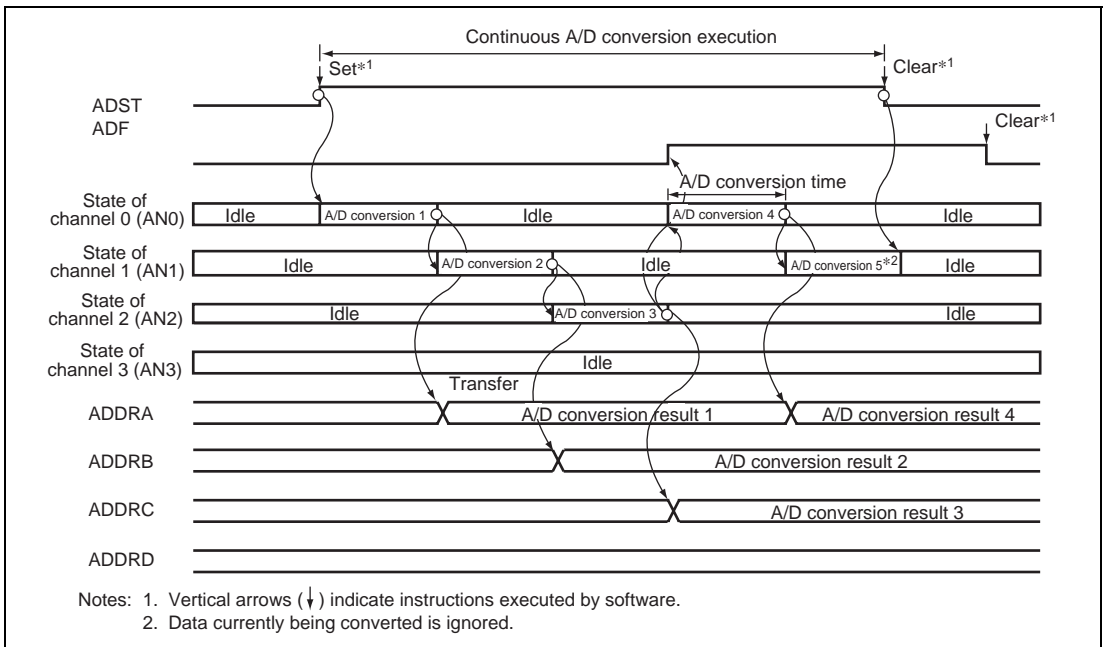 Continuous A/D conversion execution
Set*1
Clear*1
ADST
ADF
Clear*1
A/D conversion time
State of
channel 0 (AN0)
Idle
A/D conversion 1
Idle
A/D conversion 4
Idle
State of
channel 1 (AN1)
Idle
A/D conversion 2
Idle
A/D conversion 5*2
Idle
State of
channel 2 (AN2)
Idle
A/D conversion 3
Idle
State of
channel 3 (AN3)
Idle
Transfer
ADDRA
A/D conversion result 1
A/D conversion result 4
ADDRB
A/D conversion result 2
ADDRC
A/D conversion result 3
ADDRD
Notes: 1. Vertical arrows (↓) indicate instructions executed by software.
2. Data currently being converted is ignored.